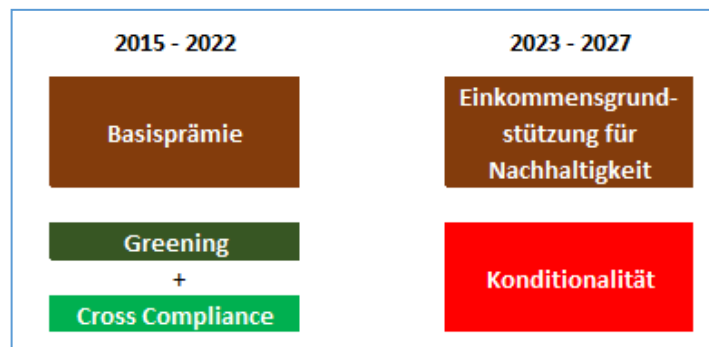 2015 - 2022
Basisprämie
Greening
+
Cross Compliance
2023 - 2027
Einkommensgrund-
stützung für
Nachhaltigkeit
Konditionalität